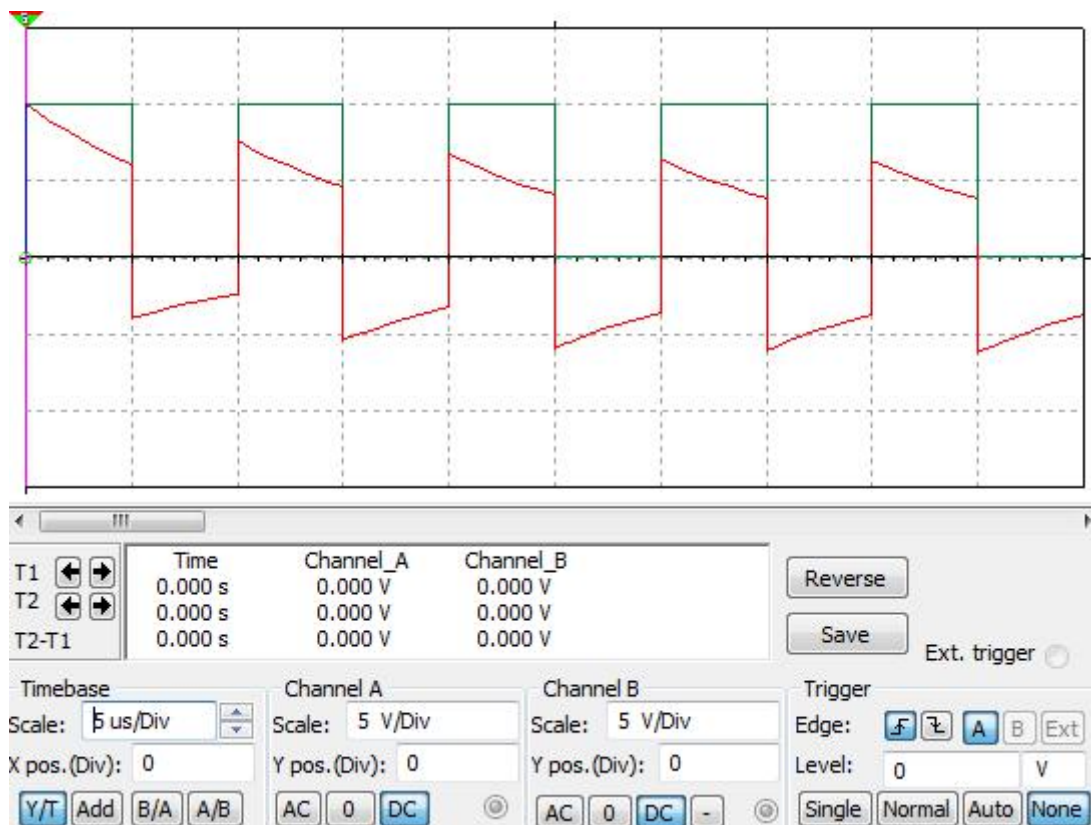 T1
T2
T2-T1
Time Channel_A Channel_B
0.000 s 0.000 V 0.000 V
0.000 s 0.000 V 0.000 V
0.000 s 0.000 V 0.000 V
Reverse
Save
Ext. trigger
Timebase
Scale: 5 us/Div
X pos.(Div): 0
Y/T Add B/A A/B
Channel A
Scale: 5 V/Div
Y pos.(Div): 0
AC 0 DC
Channel B
Scale: 5 V/Div
Y pos.(Div): 0
AC 0 DC -
Trigger
Edge: A B Ext
Level: 0 V
Single Normal Auto None